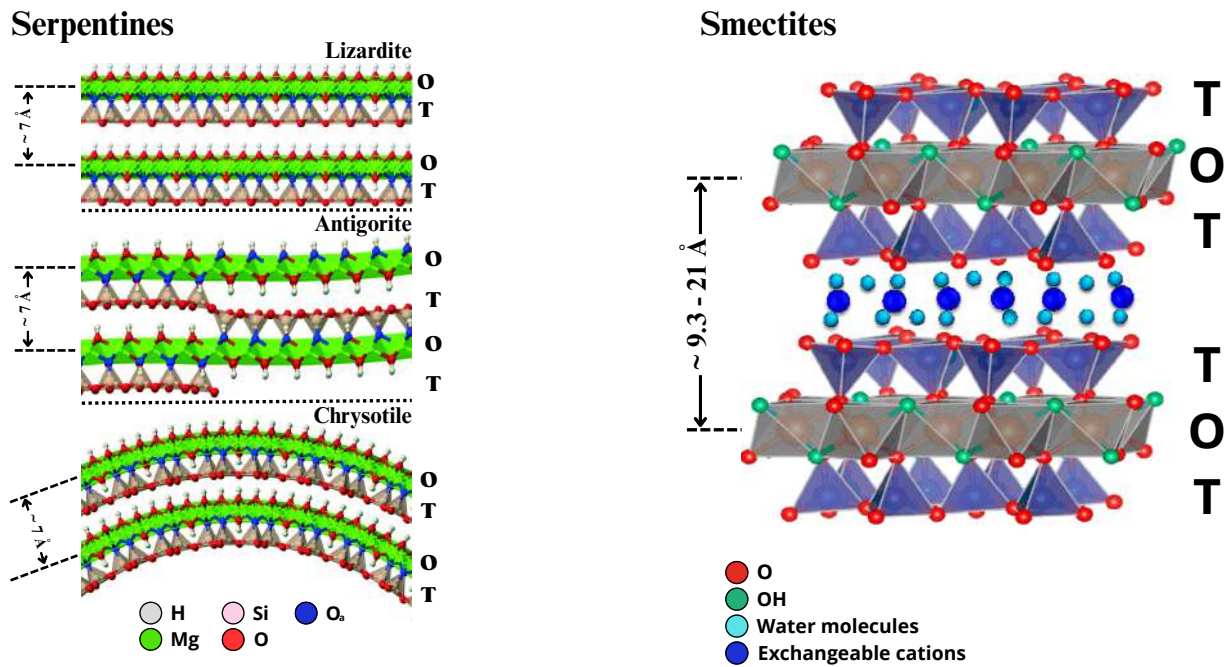 Serpentines
Lizardite
O
T
~ 7 Å
O
T
Antigorite
O
T
~ 7 Å
O
T
Chrysotile
O
T
~ 7 Å
O
T
H
Si
Oₐ
Mg
O
Smectites
T
O
T
~ 9.3 - 21 Å
T
O
T
O
OH
Water molecules
Exchangeable cations